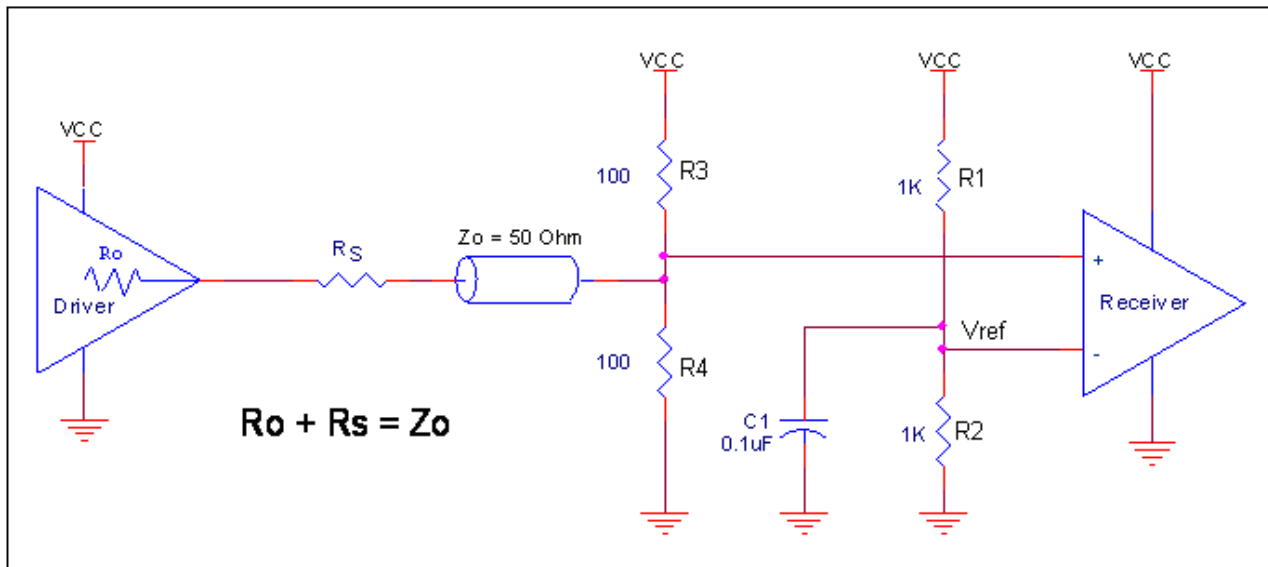 VCC
VCC
VCC
VCC
R3
100
R1
1K
Zo = 50 Ohm
Ro
RS
Driver
+
Receiver
Vref
-
R4
100
Ro + Rs = Zo
C1
0.1uF
R2
1K